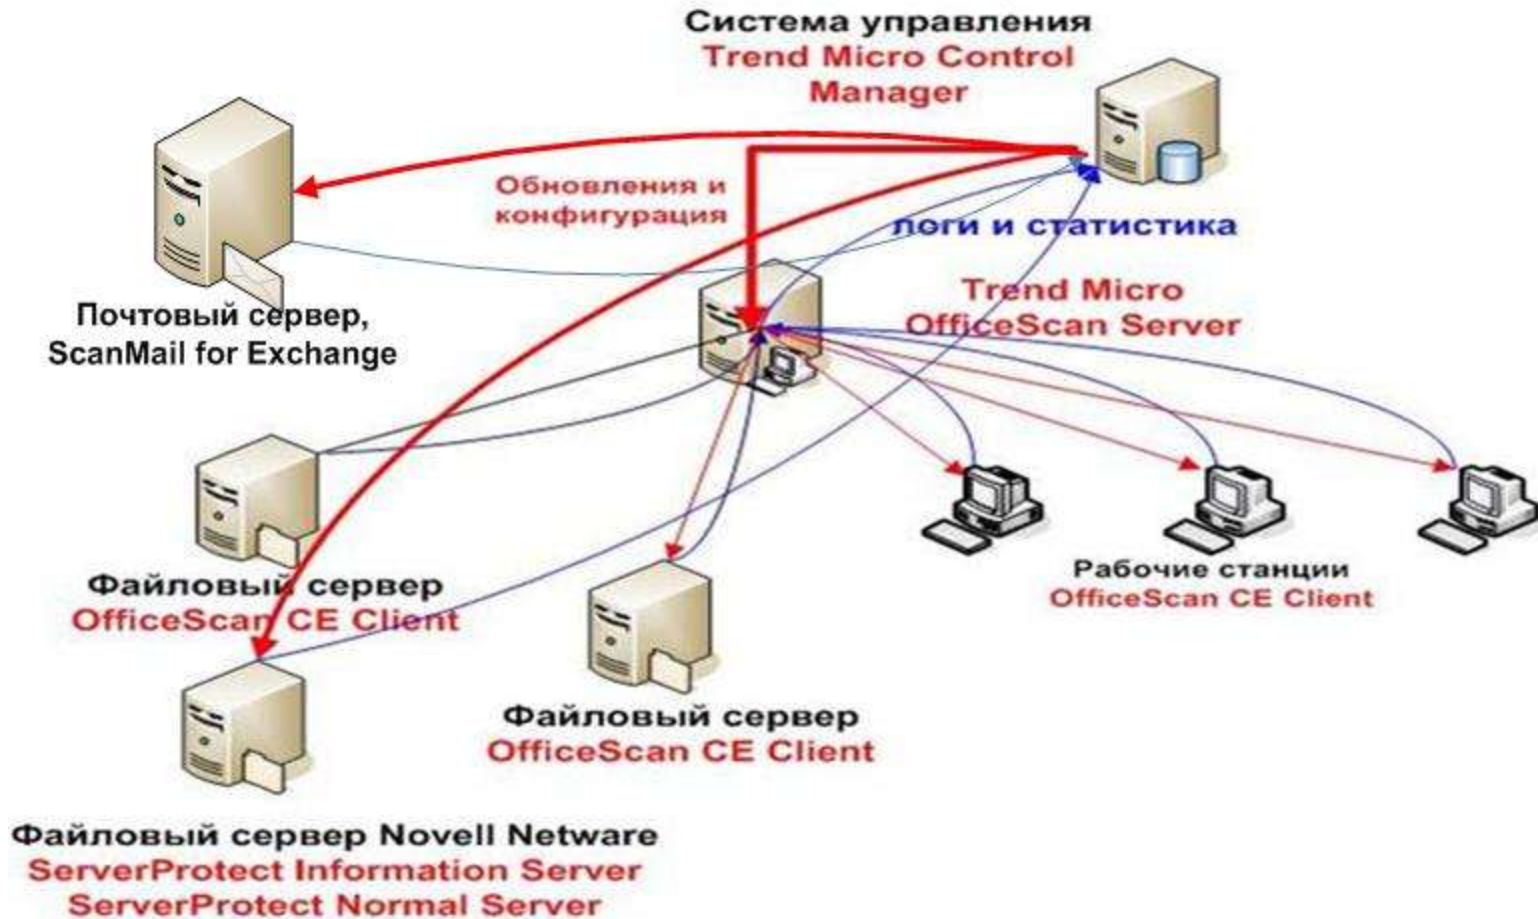 Система управления
Trend Micro Control
Manager
Обновления и
конфигурация
логи и статистика
Trend Micro
OfficeScan Server
Почтовый сервер,
ScanMail for Exchange
Файловый сервер
OfficeScan CE Client
Рабочие станции
OfficeScan CE Client
Файловый сервер
OfficeScan CE Client
Файловый сервер Novell Netware
ServerProtect Information Server
ServerProtect Normal Server